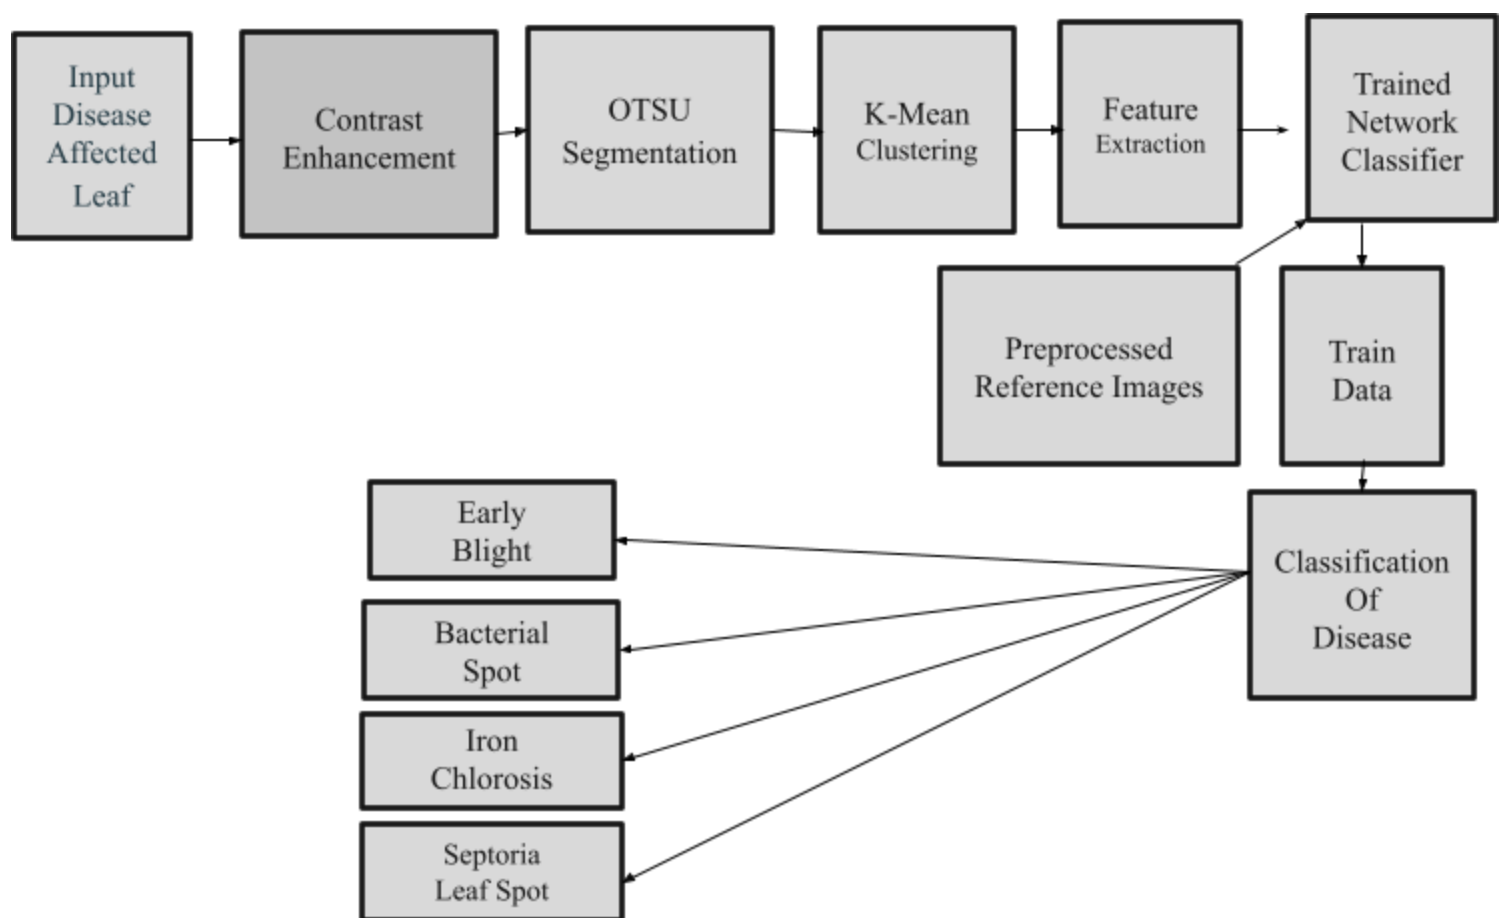 Input
Disease
Affected
Leaf
Contrast
Enhancement
OTSU
Segmentation
K-Mean
Clustering
Feature
Extraction
Trained
Network
Classifier
Preprocessed
Reference Images
Train
Data
Classification
Of
Disease
Early
Blight
Bacterial
Spot
Iron
Chlorosis
Septoria
Leaf Spot